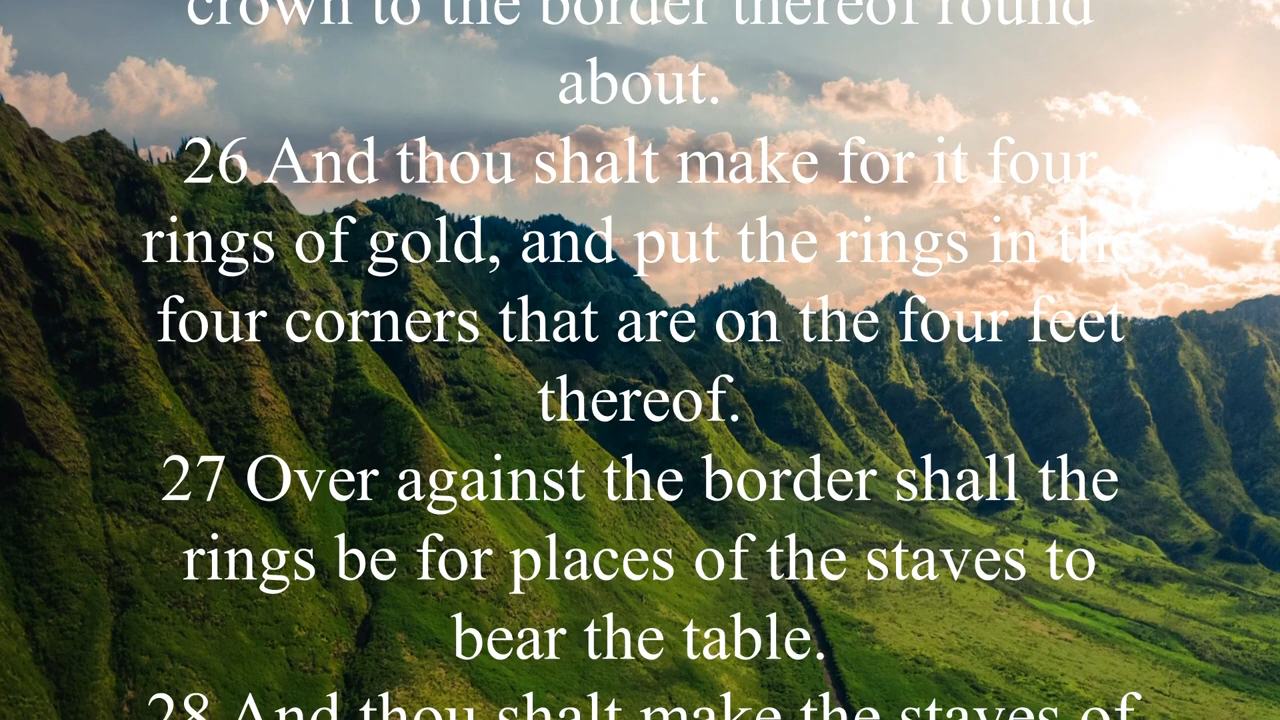 crown to the border thereof round
about.
26 And thou shalt make for it four
rings of gold, and put the rings in the
four corners that are on the four feet
thereof.
27 Over against the border shall the
rings be for places of the staves to
bear the table.
28 And thou shalt make the staves of